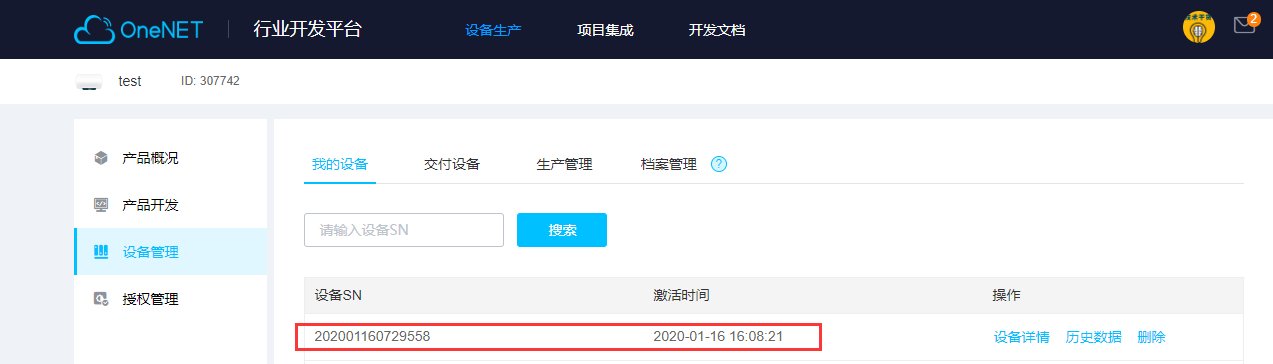 OneNET 行业开发平台 设备生产 项目集成 开发文档 2
test ID: 307742
产品概况
产品开发
设备管理
授权管理
我的设备 交付设备 生产管理 档案管理 ?
请输入设备SN 搜索
设备SN 激活时间 操作
202001160729558 2020-01-16 16:08:21 设备详情 历史数据 删除